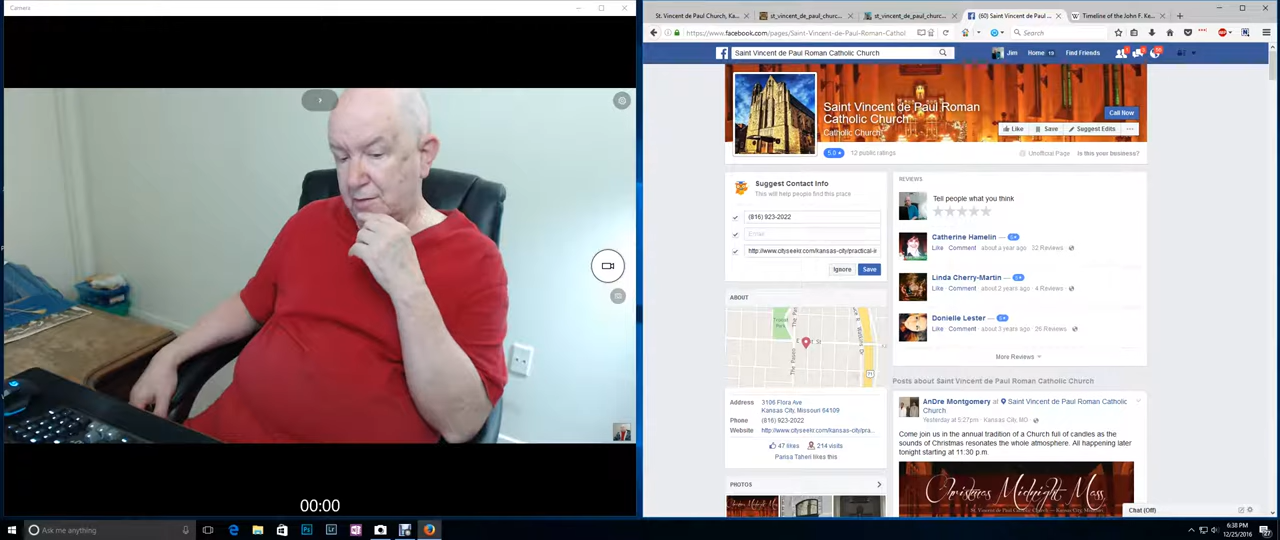 Camera
00:00
St. Vincent de Paul Church, Ka...
st_vincent_de_paul_churc...
st_vincent_de_paul_churc...
(60) Saint Vincent de Paul ...
Timeline of the John F. Ke...
https://www.facebook.com/pages/Saint-Vincent-de-Paul-Roman-Cathol
Search
Saint Vincent de Paul Roman Catholic Church
Jim
Home
Find Friends
Saint Vincent de Paul Roman
Catholic Church
Catholic Church
Call Now
Like
Save
Suggest Edits
5.0
12 public ratings
Unofficial Page
Is this your business?
Suggest Contact Info
This will help people find this place
(816) 923-2022
Email
http://www.cityseekr.com/kansas-city/practical-in
Ignore
Save
ABOUT
Address
3106 Flora Ave
Kansas City, Missouri 64109
Phone
(816) 923-2022
Website
http://www.cityseekr.com/kansas-city/prac...
47 likes
214 visits
Parisa Taheri likes this
PHOTOS
REVIEWS
Tell people what you think
Catherine Hamelin
Like Comment about a year ago 32 Reviews
Linda Cherry-Martin
Like Comment about 2 years ago 4 Reviews
Donielle Lester
Like Comment about 3 years ago 26 Reviews
More Reviews
Posts about Saint Vincent de Paul Roman Catholic Church
AnDre Montgomery at Saint Vincent de Paul Roman Catholic
Church
Yesterday at 5:27pm Kansas City, MO
Come join us in the annual tradition of a Church full of candles as the
sounds of Christmas resonates the whole atmosphere. All happening later
tonight starting at 11:30 p.m.
Christmas Midnight Mass
Chat (Off)
Ask me anything
6:38 PM
12/25/2016